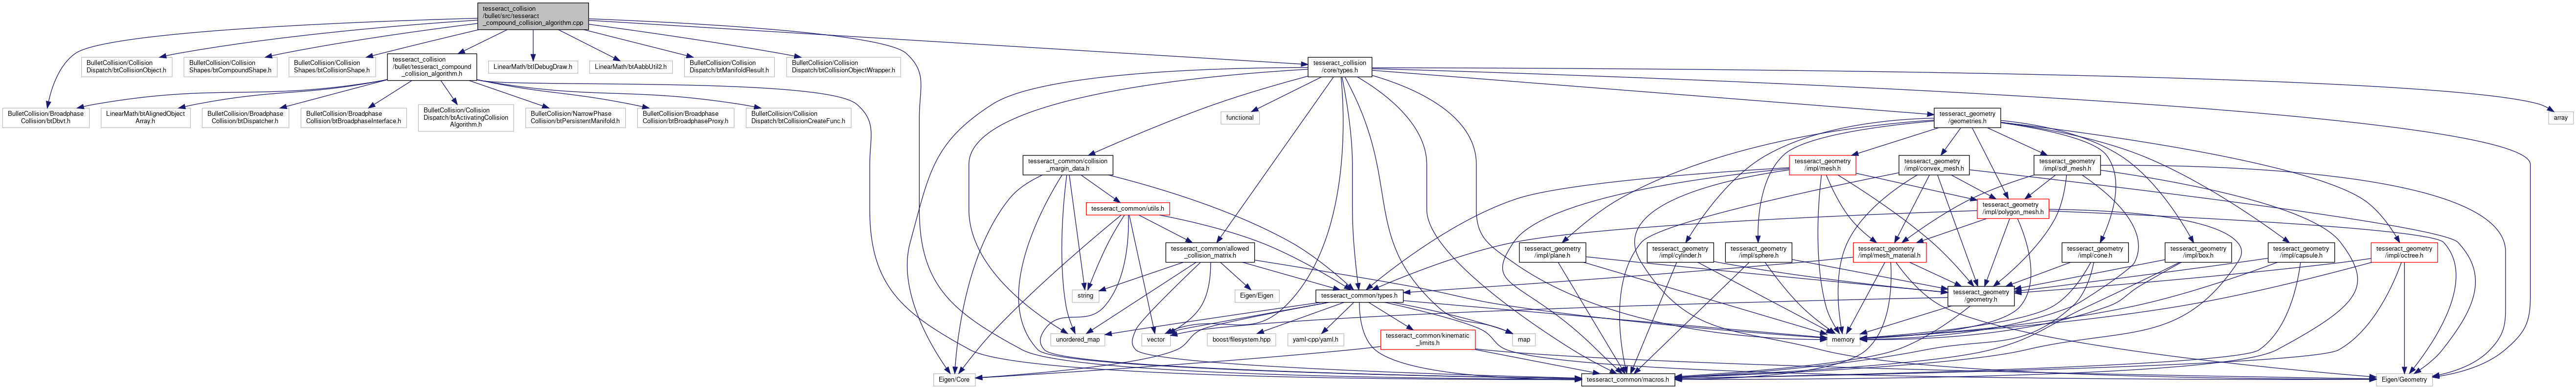 tesseract_collision
/bullet/src/tesseract
_compound_collision_algorithm.cpp
BulletCollision/Collision
Dispatch/btCollisionObject.h
BulletCollision/Collision
Shapes/btCompoundShape.h
BulletCollision/Collision
Shapes/btCollisionShape.h
tesseract_collision
/bullet/tesseract_compound
_collision_algorithm.h
LinearMath/btIDebugDraw.h
LinearMath/btAabbUtil2.h
BulletCollision/Collision
Dispatch/btManifoldResult.h
BulletCollision/Collision
Dispatch/btCollisionObjectWrapper.h
tesseract_collision
/core/types.h
BulletCollision/Broadphase
Collision/btDbvt.h
LinearMath/btAlignedObject
Array.h
BulletCollision/Broadphase
Collision/btDispatcher.h
BulletCollision/Broadphase
Collision/btBroadphaseInterface.h
BulletCollision/Collision
Dispatch/btActivatingCollision
Algorithm.h
BulletCollision/NarrowPhase
Collision/btPersistentManifold.h
BulletCollision/Broadphase
Collision/btBroadphaseProxy.h
BulletCollision/Collision
Dispatch/btCollisionCreateFunc.h
functional
tesseract_geometry
/geometries.h
array
tesseract_common/collision
_margin_data.h
tesseract_geometry
/impl/mesh.h
tesseract_geometry
/impl/convex_mesh.h
tesseract_geometry
/impl/sdf_mesh.h
tesseract_common/utils.h
tesseract_geometry
/impl/polygon_mesh.h
tesseract_common/allowed
_collision_matrix.h
tesseract_geometry
/impl/plane.h
tesseract_geometry
/impl/cylinder.h
tesseract_geometry
/impl/sphere.h
tesseract_geometry
/impl/mesh_material.h
tesseract_geometry
/impl/cone.h
tesseract_geometry
/impl/box.h
tesseract_geometry
/impl/capsule.h
tesseract_geometry
/impl/octree.h
string
Eigen/Eigen
tesseract_common/types.h
tesseract_geometry
/geometry.h
unordered_map
vector
boost/filesystem.hpp
yaml-cpp/yaml.h
tesseract_common/kinematic
_limits.h
map
memory
Eigen/Core
tesseract_common/macros.h
Eigen/Geometry